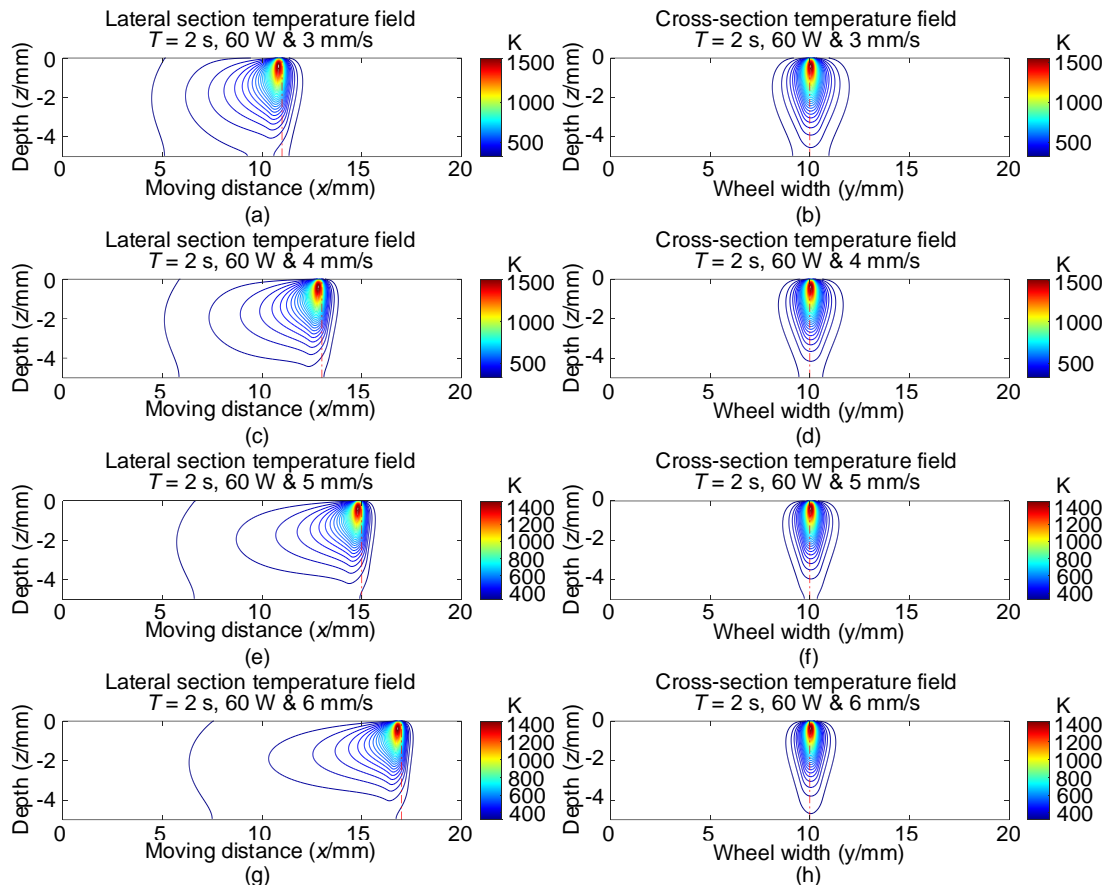 Lateral section temperature field
T = 2 s, 60 W & 3 mm/s
K
1500
1000
500
0
-2
-4
Depth (z/mm)
0 5 10 15 20
Moving distance (x/mm)
(a)
Cross-section temperature field
T = 2 s, 60 W & 3 mm/s
K
1500
1000
500
0
-2
-4
Depth (z/mm)
0 5 10 15 20
Wheel width (y/mm)
(b)
Lateral section temperature field
T = 2 s, 60 W & 4 mm/s
K
1500
1000
500
0
-2
-4
Depth (z/mm)
0 5 10 15 20
Moving distance (x/mm)
(c)
Cross-section temperature field
T = 2 s, 60 W & 4 mm/s
K
1500
1000
500
0
-2
-4
Depth (z/mm)
0 5 10 15 20
Wheel width (y/mm)
(d)
Lateral section temperature field
T = 2 s, 60 W & 5 mm/s
K
1400
1200
1000
800
600
400
0
-2
-4
Depth (z/mm)
0 5 10 15 20
Moving distance (x/mm)
(e)
Cross-section temperature field
T = 2 s, 60 W & 5 mm/s
K
1400
1200
1000
800
600
400
0
-2
-4
Depth (z/mm)
0 5 10 15 20
Wheel width (y/mm)
(f)
Lateral section temperature field
T = 2 s, 60 W & 6 mm/s
K
1400
1200
1000
800
600
400
0
-2
-4
Depth (z/mm)
0 5 10 15 20
Moving distance (x/mm)
(g)
Cross-section temperature field
T = 2 s, 60 W & 6 mm/s
K
1400
1200
1000
800
600
400
0
-2
-4
Depth (z/mm)
0 5 10 15 20
Wheel width (y/mm)
(h)